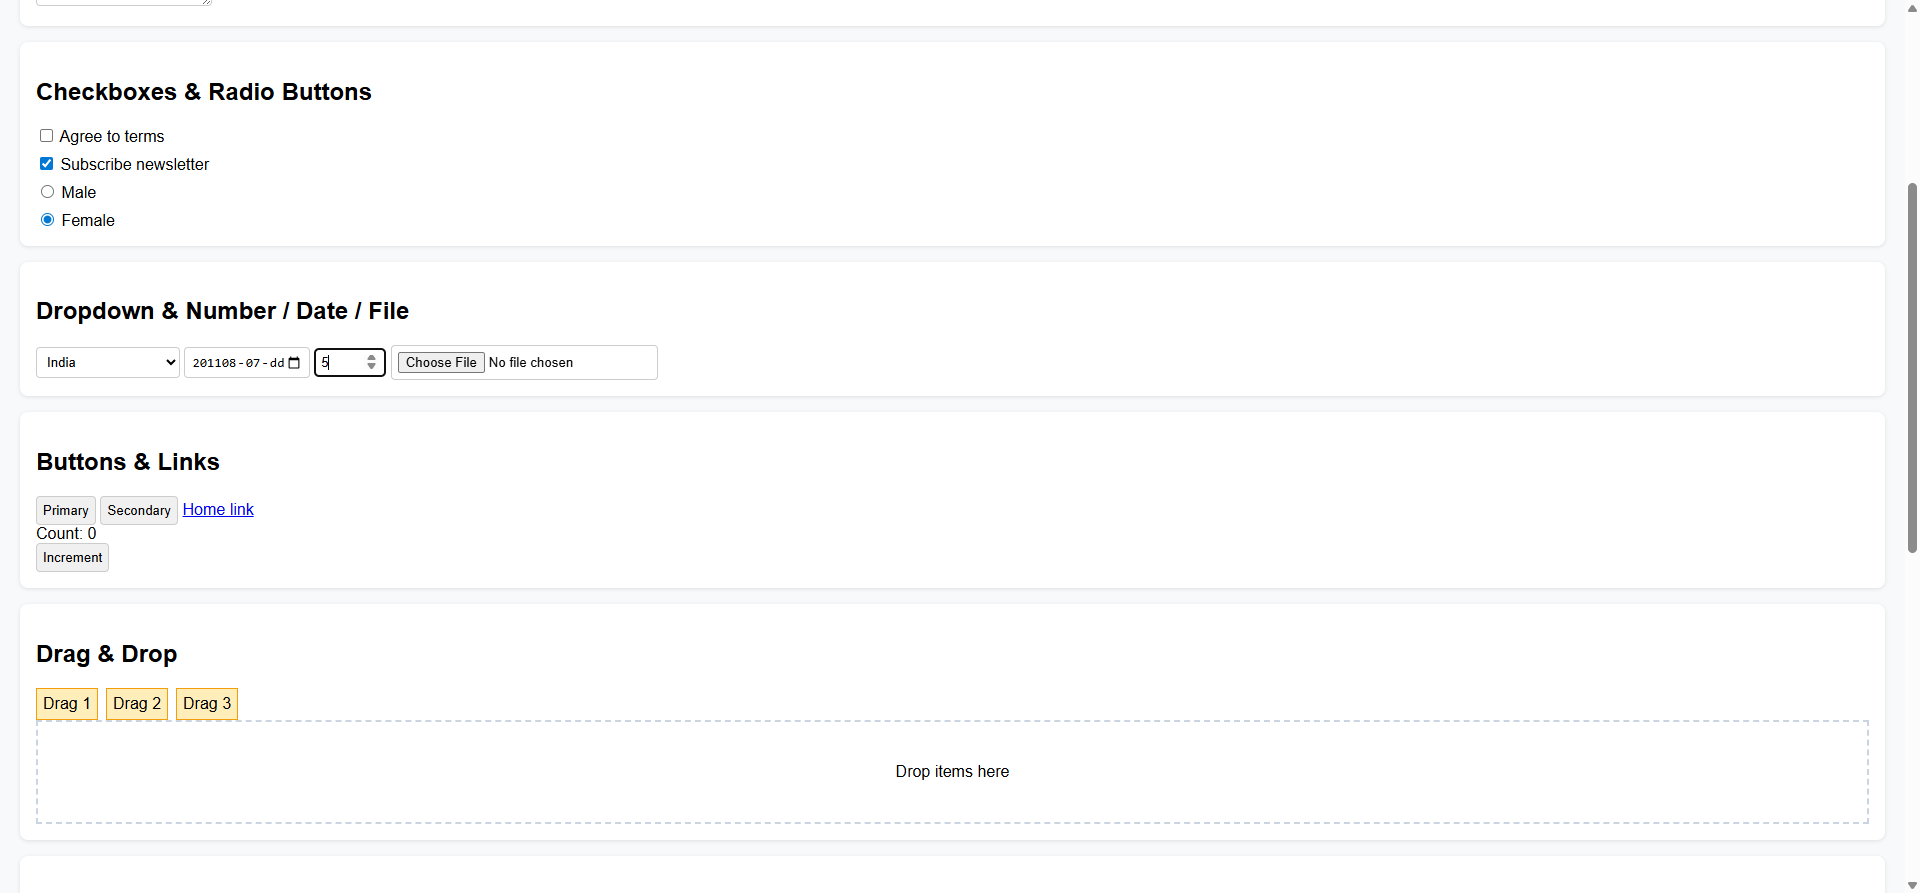 Checkboxes & Radio Buttons
Agree to terms
Subscribe newsletter
Male
Female
Dropdown & Number / Date / File
India 201108-07-dd 5 Choose File No file chosen
Buttons & Links
Primary Secondary Home link
Count: 0
Increment
Drag & Drop
Drag 1 Drag 2 Drag 3
Drop items here